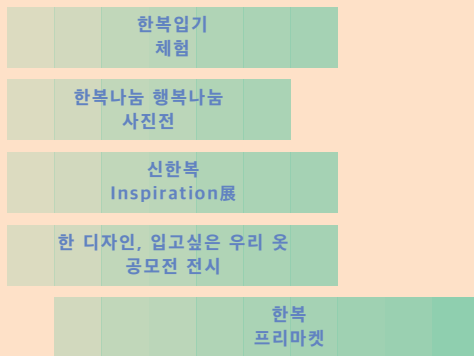 한복입기
체험
한복나눔 행복나눔
사진전
신한복
Inspiration展
한 디자인, 입고싶은 우리 옷
공모전 전시
한복
프리마켓